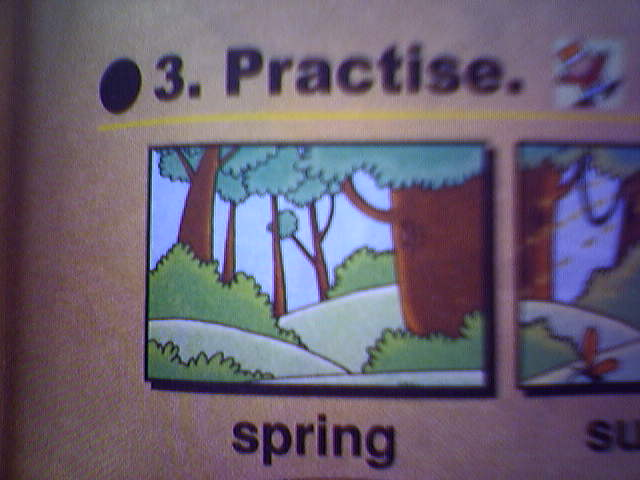 3. Practise.
spring